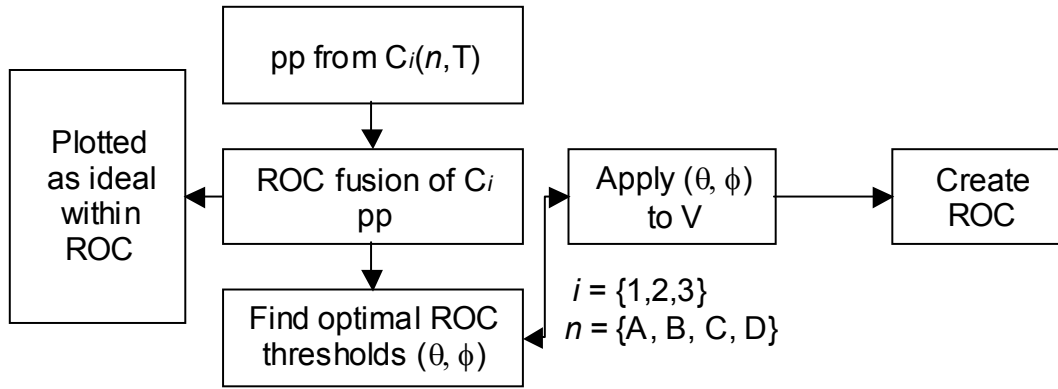 pp from Ci(n,T)
Plotted
as ideal
within
ROC
ROC fusion of Ci
pp
Find optimal ROC
thresholds (θ, ϕ)
Apply (θ, ϕ)
to V
Create
ROC
i = {1,2,3}
n = {A, B, C, D}